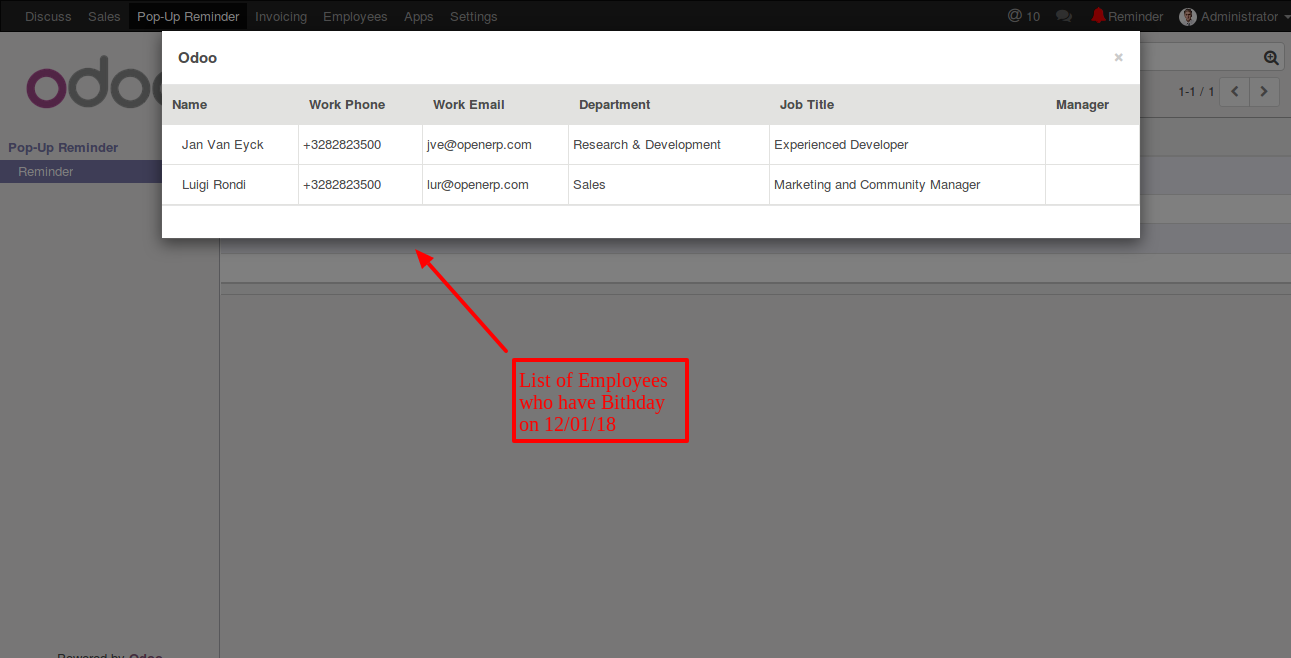 Discuss Sales Pop-Up Reminder Invoicing Employees Apps Settings @ 10 Reminder Administrator
odoo
Odoo ×
1-1 / 1
Name Work Phone Work Email Department Job Title Manager
Jan Van Eyck +3282823500 jve@openerp.com Research & Development Experienced Developer
Luigi Rondi +3282823500 lur@openerp.com Sales Marketing and Community Manager
Pop-Up Reminder
Reminder
List of Employees
who have Bithday
on 12/01/18
Powered by Odoo